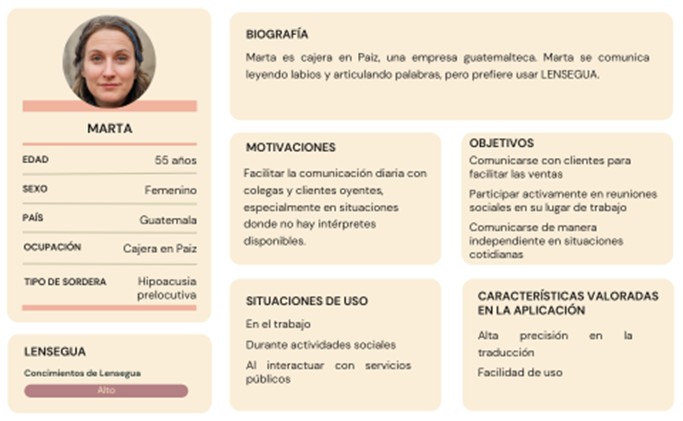 MARTA
EDAD 55 años
SEXO Femenino
PAÍS Guatemala
OCUPACIÓN Cajera en Paiz
TIPO DE SORDERA Hipoacusia
prelocutiva
LENSEGUA
Concimientos de Lensegua
Alto
BIOGRAFÍA
Marta es cajera en Paiz, una empresa guatemalteca. Marta se comunica
leyendo labios y articulando palabras, pero prefiere usar LENSEGUA.
MOTIVACIONES
Facilitar la comunicación diaria con
colegas y clientes oyentes,
especialmente en situaciones
donde no hay intérpretes
disponibles.
OBJETIVOS
Comunicarse con clientes para
facilitar las ventas
Participar activamente en reuniones
sociales en su lugar de trabajo
Comunicarse de manera
independiente en situaciones
cotidianas
SITUACIONES DE USO
En el trabajo
Durante actividades sociales
Al interactuar con servicios
públicos
CARACTERÍSTICAS VALORADAS
EN LA APLICACIÓN
Alta precisión en la
traducción
Facilidad de uso